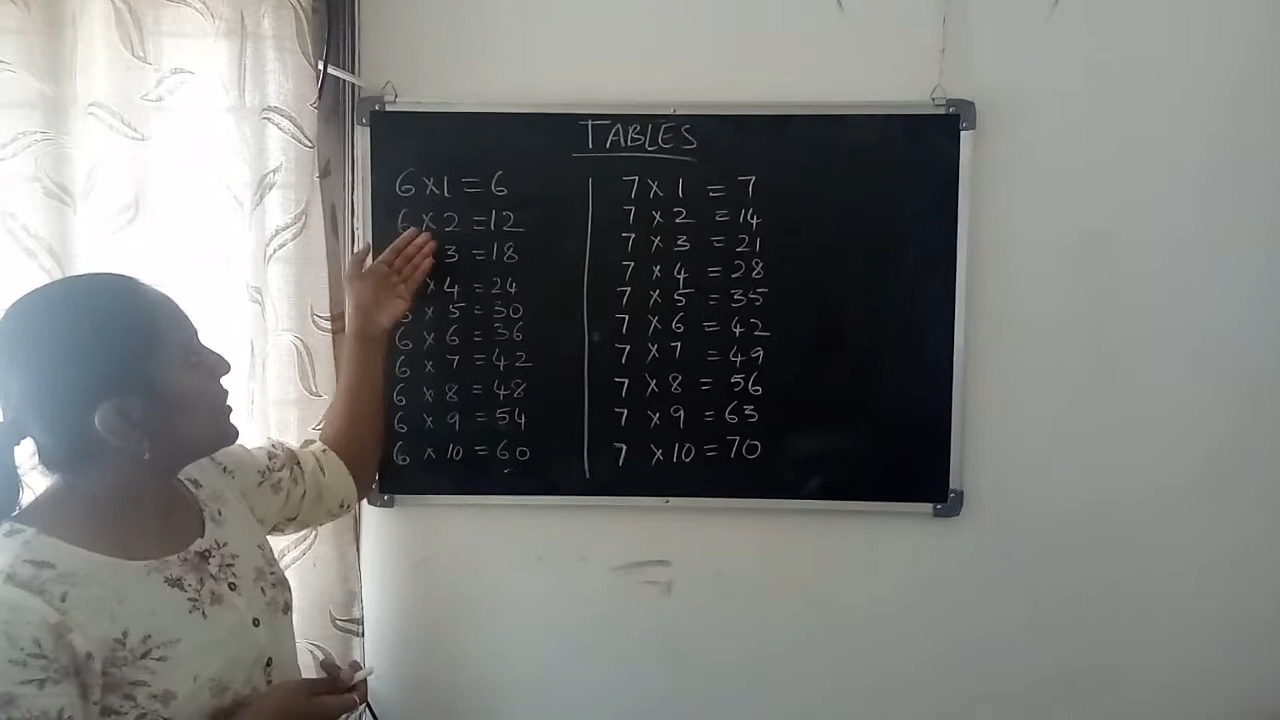 TABLES
6 x 1 = 6
6 x 2 = 12
3 = 18
x 4 = 24
x 5 = 30
6 x 6 = 36
6 x 7 = 42
6 x 8 = 48
6 x 9 = 54
6 x 10 = 60
7 x 1 = 7
7 x 2 = 14
7 x 3 = 21
7 x 4 = 28
7 x 5 = 35
7 x 6 = 42
7 x 7 = 49
7 x 8 = 56
7 x 9 = 63
7 x 10 = 70